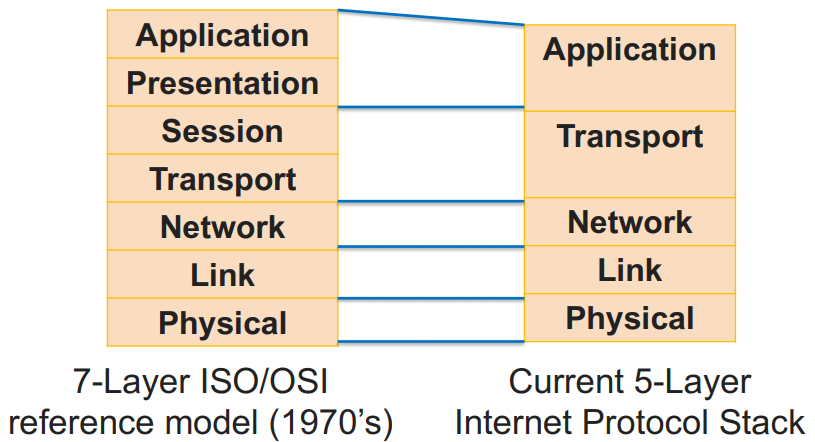 Application
Presentation
Session
Transport
Network
Link
Physical
7-Layer ISO/OSI
reference model (1970’s)
Application
Transport
Network
Link
Physical
Current 5-Layer
Internet Protocol Stack